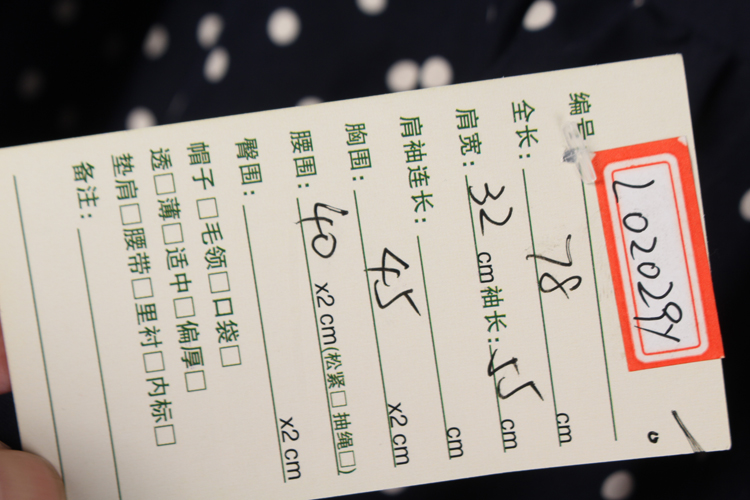 编号 L02029Y
全长: 78 cm
肩宽: 32 cm 袖长: 55 cm
肩袖连长: cm
胸围: 45 x2 cm
腰围: 40 x2 cm(松紧□ 抽绳□)
臀围: x2 cm
帽子□ 毛领□ 口袋□
透□ 薄□ 适中□ 偏厚□
垫肩□ 腰带□ 里衬□ 内标□
备注: